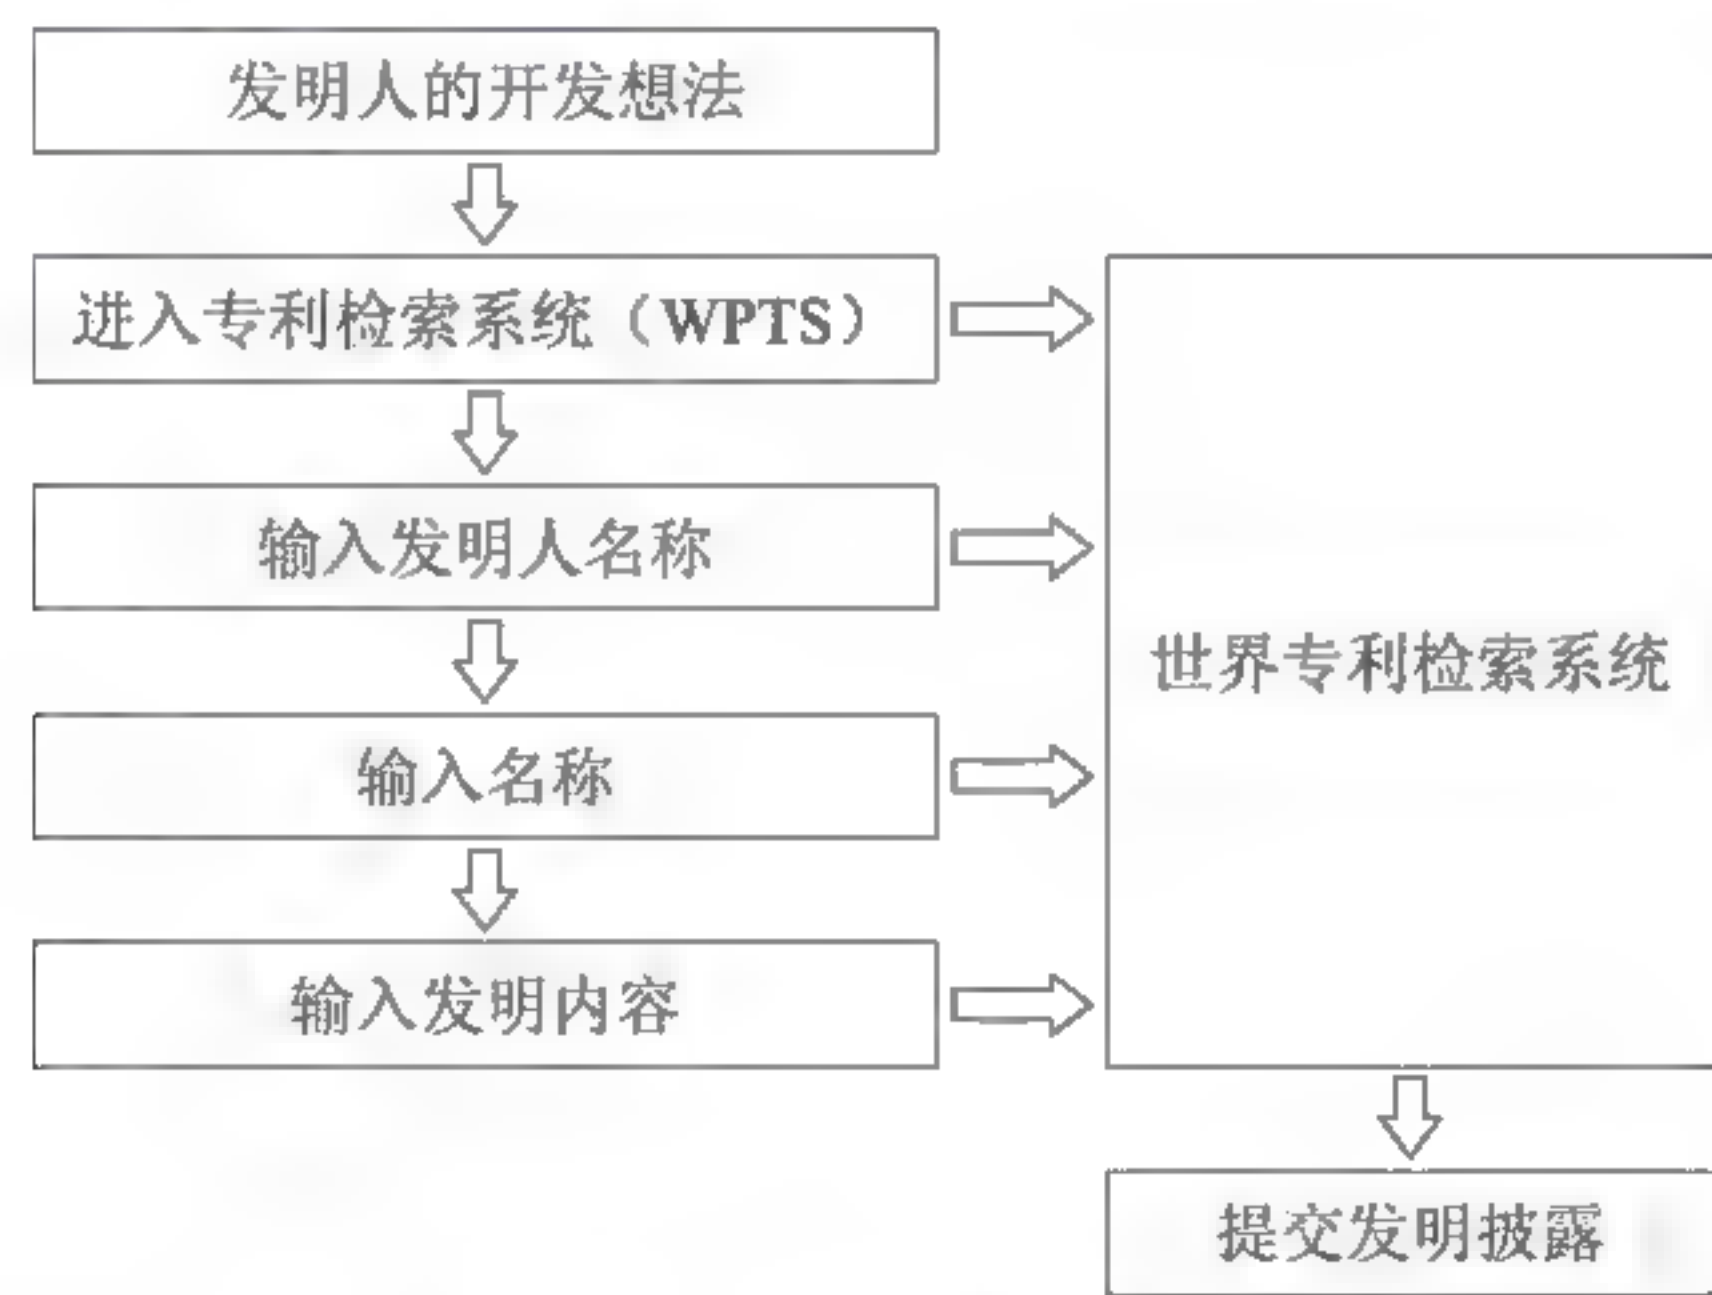 发明人的开发想法
进入专利检索系统（WPTS）
输入发明人名称
输入名称
输入发明内容
世界专利检索系统
提交发明披露